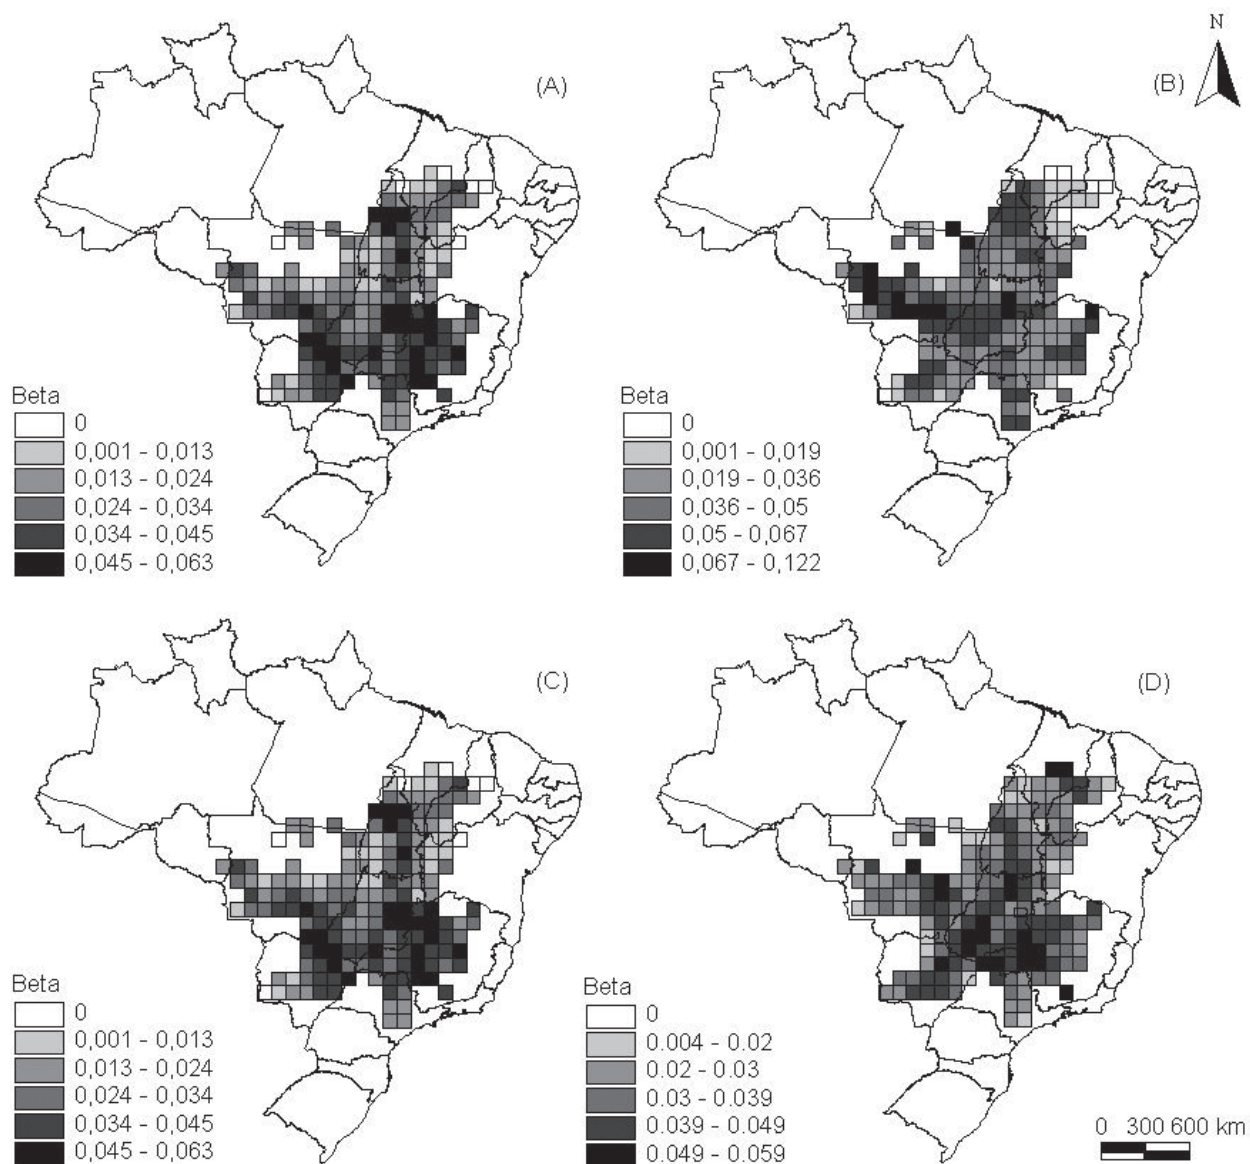 N
(A)
(B)
Beta
0
0,001 - 0,013
0,013 - 0,024
0,024 - 0,034
0,034 - 0,045
0,045 - 0,063
Beta
0
0,001 - 0,019
0,019 - 0,036
0,036 - 0,05
0,05 - 0,067
0,067 - 0,122
(C)
(D)
Beta
0
0,001 - 0,013
0,013 - 0,024
0,024 - 0,034
0,034 - 0,045
0,045 - 0,063
Beta
0
0.004 - 0.02
0.02 - 0.03
0.03 - 0.039
0.039 - 0.049
0.049 - 0.059
0 300 600 km